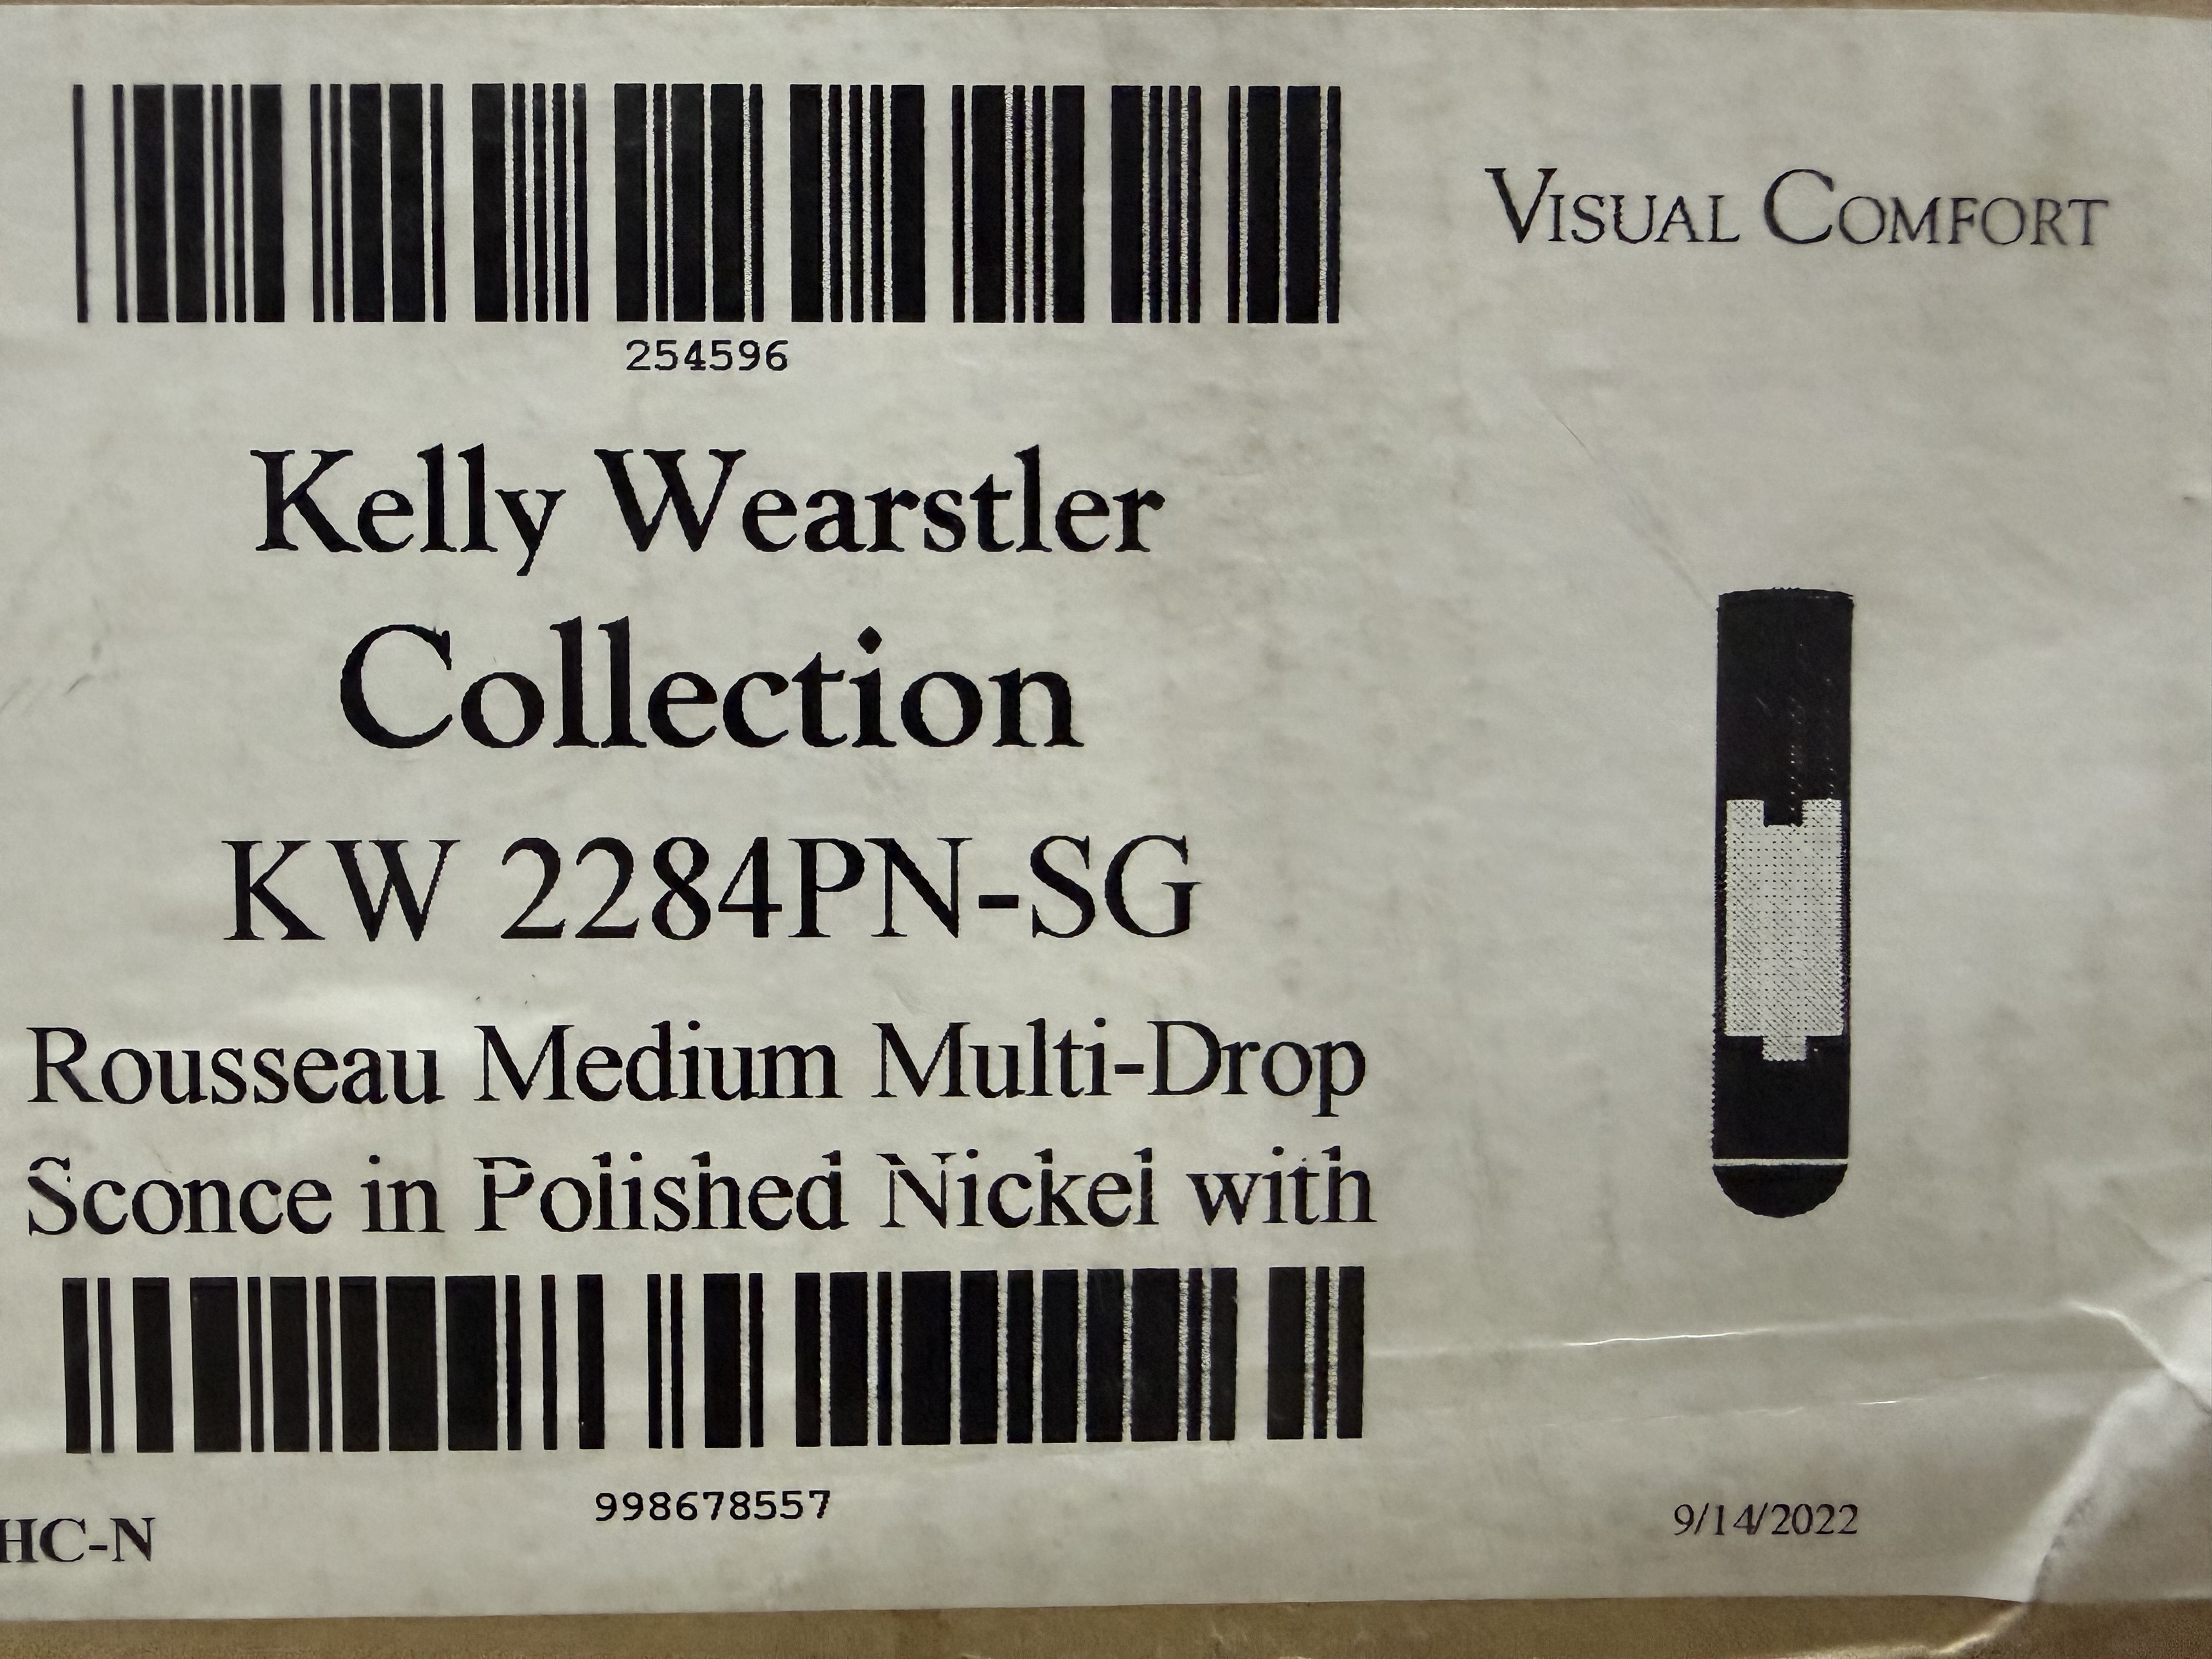 VISUAL COMFORT
254596
Kelly Wearstler
Collection
KW 2284PN-SG
Rousseau Medium Multi-Drop
Sconce in Polished Nickel with
998678557
HC-N
9/14/2022